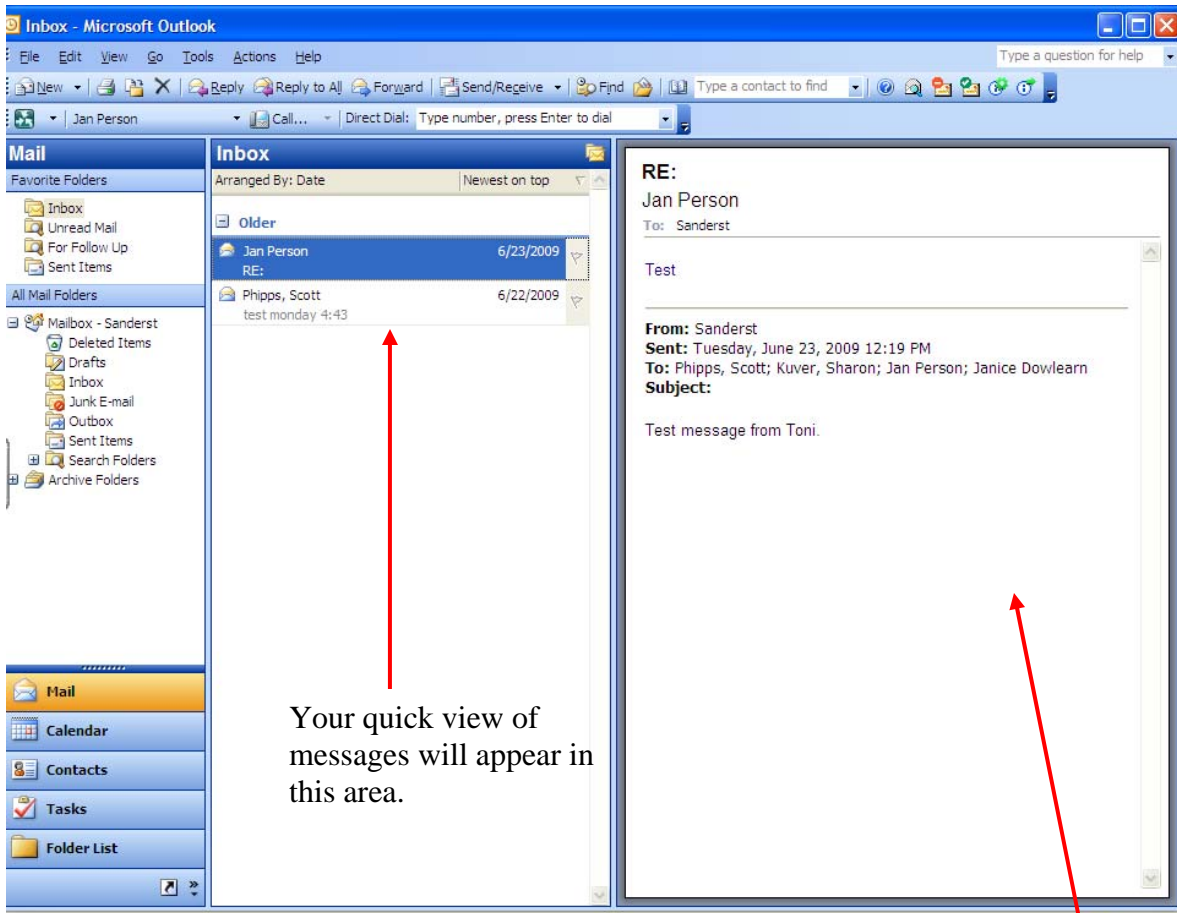 Inbox - Microsoft Outlook
File Edit View Go Tools Actions Help
Type a question for help
New Reply Reply to All Forward Send/Receive Find Type a contact to find
Jan Person Call... Direct Dial: Type number, press Enter to dial
Mail
Favorite Folders
Inbox
Unread Mail
For Follow Up
Sent Items
All Mail Folders
Mailbox - Sanderst
Deleted Items
Drafts
Inbox
Junk E-mail
Outbox
Sent Items
Search Folders
Archive Folders
Mail
Calendar
Contacts
Tasks
Folder List
Inbox
Arranged By: Date Newest on top
Older
Jan Person 6/23/2009
RE:
Phipps, Scott 6/22/2009
test monday 4:43
Your quick view of
messages will appear in
this area.
RE:
Jan Person
To: Sanderst
Test
From: Sanderst
Sent: Tuesday, June 23, 2009 12:19 PM
To: Phipps, Scott; Kuver, Sharon; Jan Person; Janice Dowlearn
Subject:
Test message from Toni.